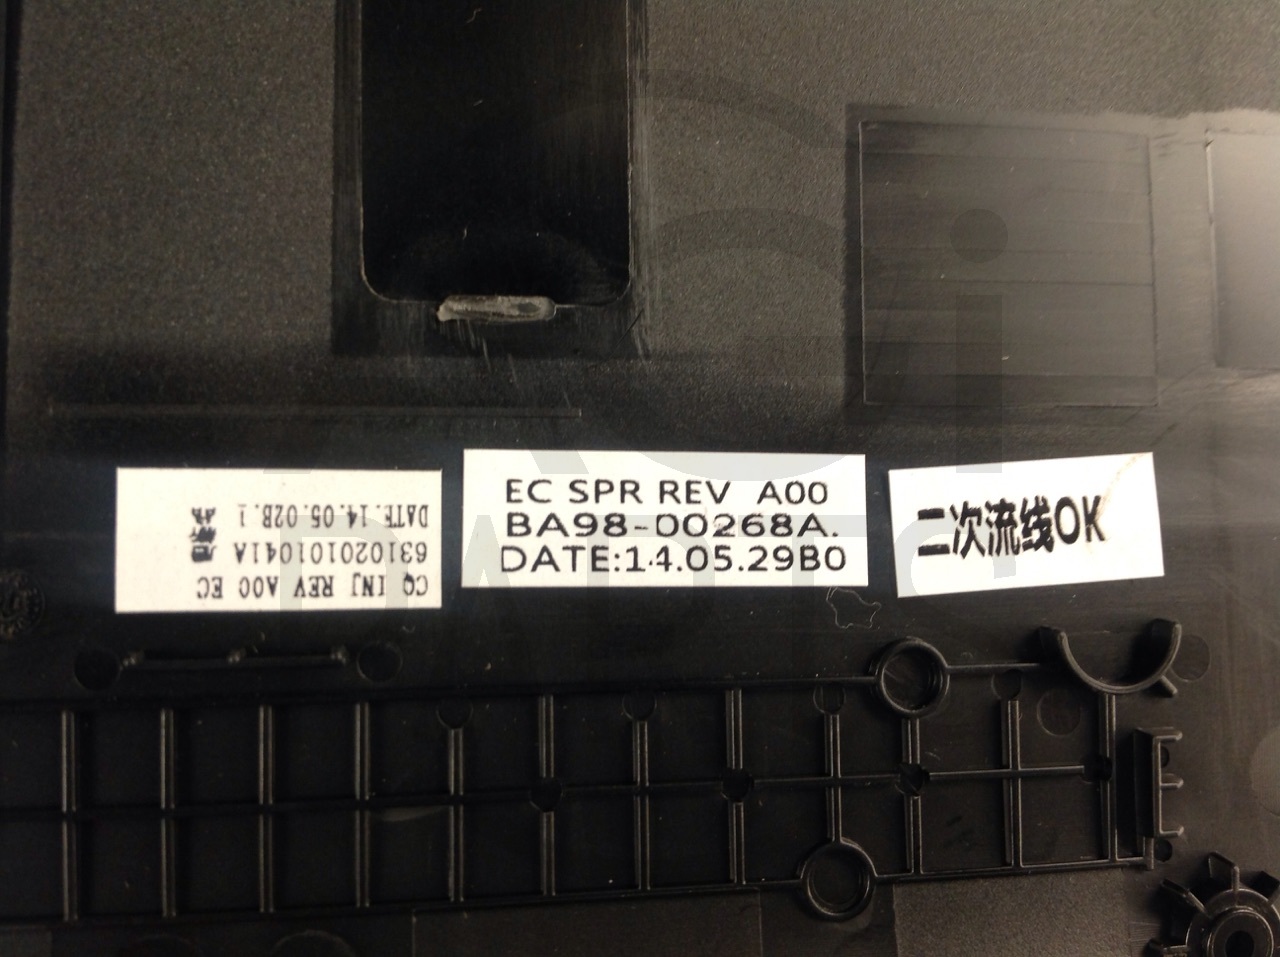 CQ INJ REV A00 EC
631020101041A
DATE.14.05.02B.1
EC SPR REV A00
BA98-00268A.
DATE:14.05.29B0
二次流线OK